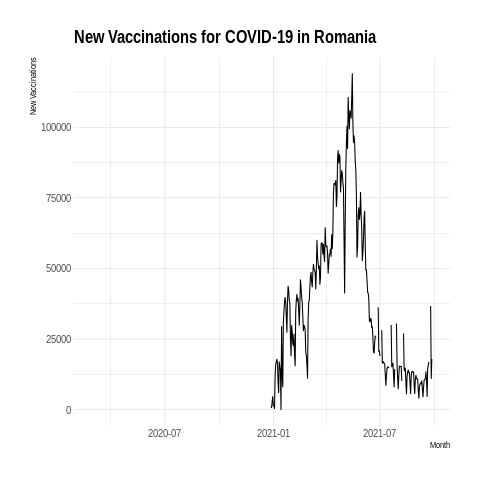 New Vaccinations for COVID-19 in Romania
New Vaccinations
100000
75000
50000
25000
0
2020-07 2021-01 2021-07
Month